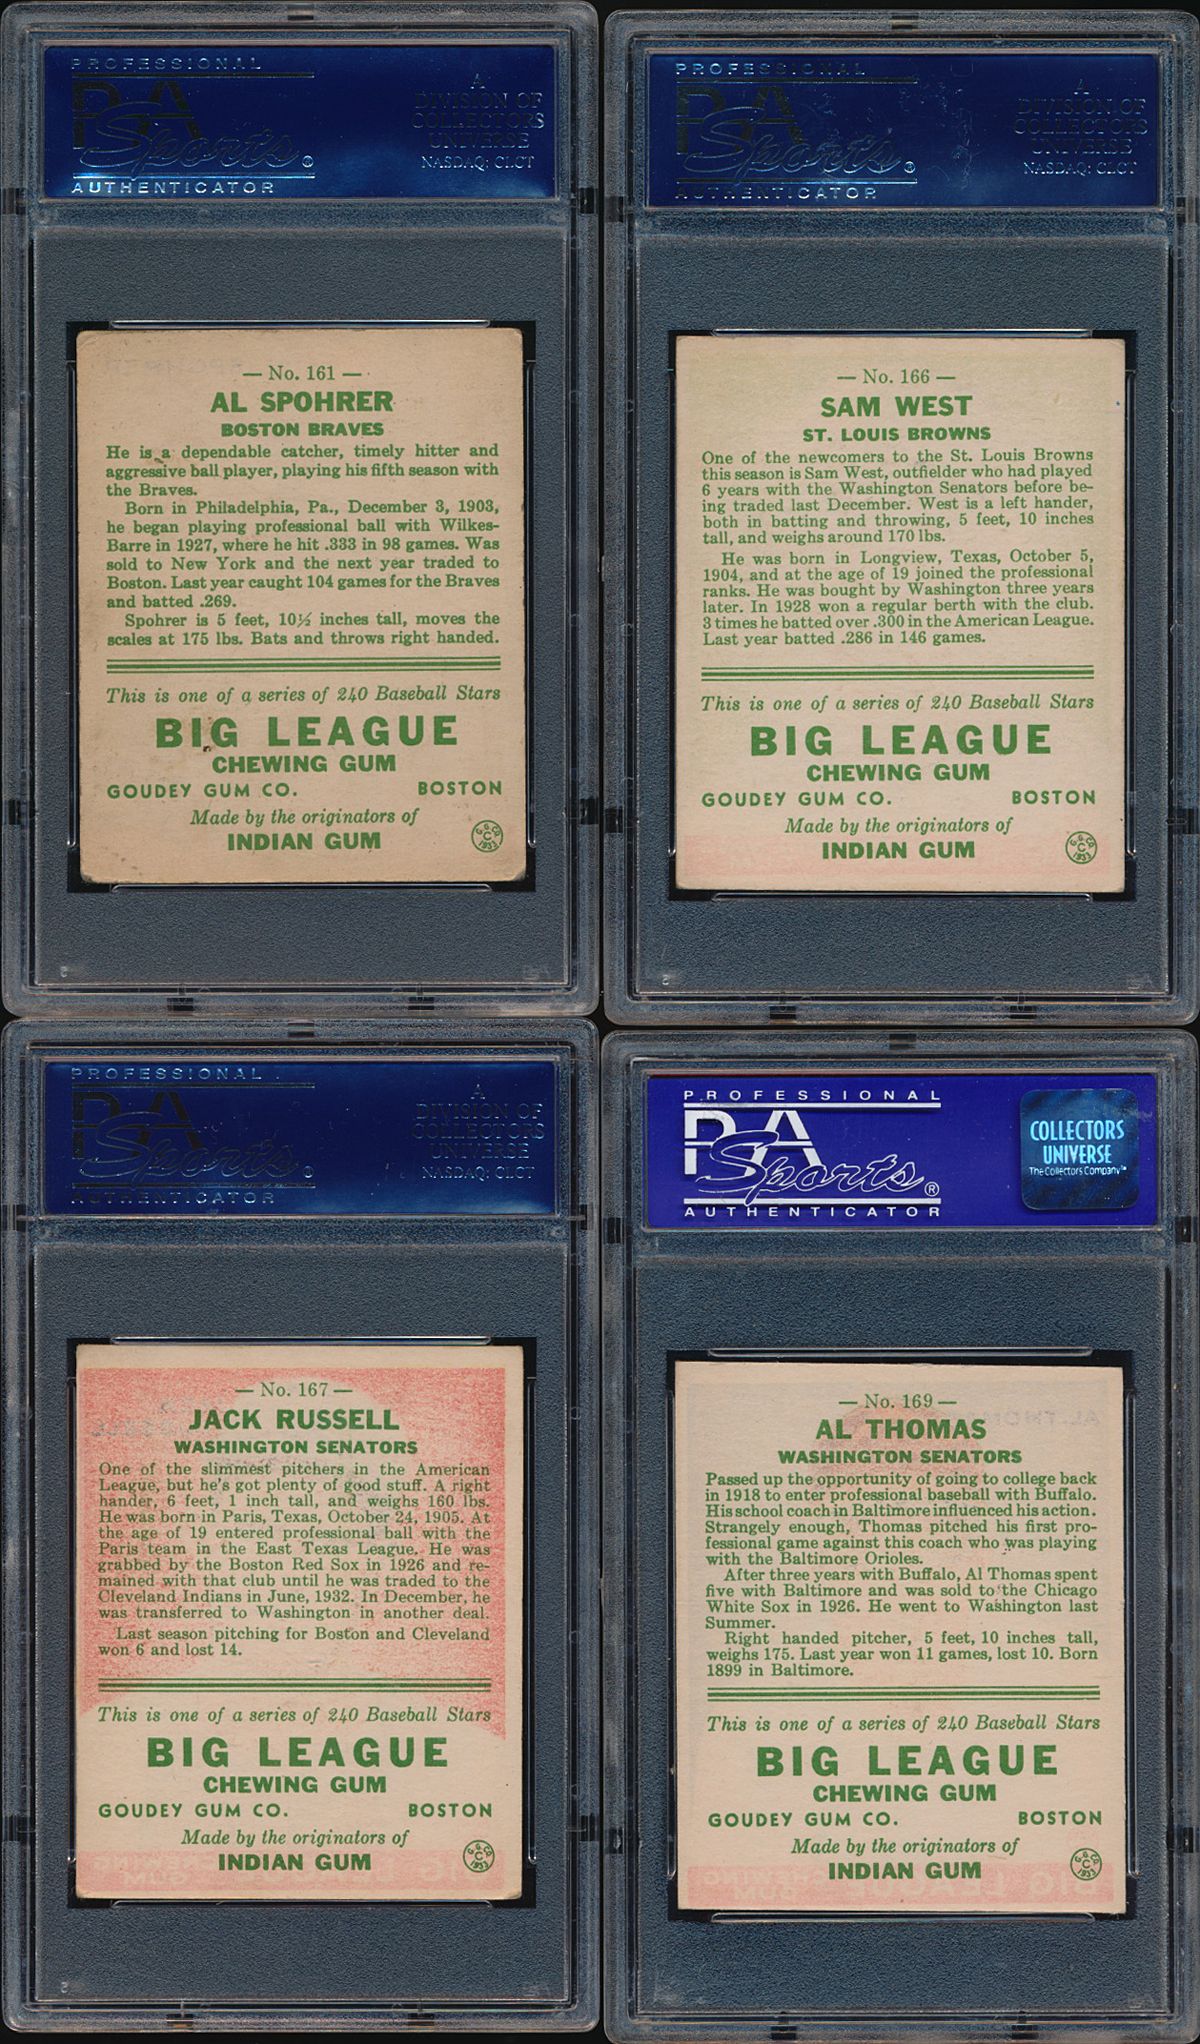 PROFESSIONAL
PSA
Sports®
AUTHENTICATOR
A
DIVISION OF
COLLECTORS
UNIVERSE
NASDAQ: CLCT
— No. 161 —
AL SPOHRER
BOSTON BRAVES
He is a dependable catcher, timely hitter and
aggressive ball player, playing his fifth season with
the Braves.
Born in Philadelphia, Pa., December 3, 1903,
he began playing professional ball with Wilkes-
Barre in 1927, where he hit .333 in 98 games. Was
sold to New York and the next year traded to
Boston. Last year caught 104 games for the Braves
and batted .269.
Spohrer is 5 feet, 10½ inches tall, moves the
scales at 175 lbs. Bats and throws right handed.
This is one of a series of 240 Baseball Stars
BIG LEAGUE
CHEWING GUM
GOUDEY GUM CO. BOSTON
Made by the originators of
INDIAN GUM
G. G. CO.
C
1933
PROFESSIONAL
PSA
Sports®
AUTHENTICATOR
A
DIVISION OF
COLLECTORS
UNIVERSE
NASDAQ: CLCT
— No. 166 —
SAM WEST
ST. LOUIS BROWNS
One of the newcomers to the St. Louis Browns
this season is Sam West, outfielder who had played
6 years with the Washington Senators before be-
ing traded last December. West is a left hander,
both in batting and throwing, 5 feet, 10 inches
tall, and weighs around 170 lbs.
He was born in Longview, Texas, October 5,
1904, and at the age of 19 joined the professional
ranks. He was bought by Washington three years
later. In 1928 won a regular berth with the club.
3 times he batted over .300 in the American League.
Last year batted .286 in 146 games.
This is one of a series of 240 Baseball Stars
BIG LEAGUE
CHEWING GUM
GOUDEY GUM CO. BOSTON
Made by the originators of
INDIAN GUM
G. G. CO.
C
1933
PROFESSIONAL
PSA
Sports®
AUTHENTICATOR
A
DIVISION OF
COLLECTORS
UNIVERSE
NASDAQ: CLCT
— No. 167 —
JACK RUSSELL
WASHINGTON SENATORS
One of the slimmest pitchers in the American
League, but he's got plenty of good stuff. A right
hander, 6 feet, 1 inch tall, and weighs 160 lbs.
He was born in Paris, Texas, October 24, 1905. At
the age of 19 entered professional ball with the
Paris team in the East Texas League. He was
grabbed by the Boston Red Sox in 1926 and re-
mained with that club until he was traded to the
Cleveland Indians in June, 1932. In December, he
was transferred to Washington in another deal.
Last season pitching for Boston and Cleveland
won 6 and lost 14.
This is one of a series of 240 Baseball Stars
BIG LEAGUE
CHEWING GUM
GOUDEY GUM CO. BOSTON
Made by the originators of
INDIAN GUM
G. G. CO.
C
1933
PROFESSIONAL
PSA
Sports®
AUTHENTICATOR
COLLECTORS
UNIVERSE
The Collectors Company™
— No. 169 —
AL THOMAS
WASHINGTON SENATORS
Passed up the opportunity of going to college back
in 1918 to enter professional baseball with Buffalo.
His school coach in Baltimore influenced his action.
Strangely enough, Thomas pitched his first pro-
fessional game against this coach who was playing
with the Baltimore Orioles.
After three years with Buffalo, Al Thomas spent
five with Baltimore and was sold to the Chicago
White Sox in 1926. He went to Washington last
Summer.
Right handed pitcher, 5 feet, 10 inches tall,
weighs 175. Last year won 11 games, lost 10. Born
1899 in Baltimore.
This is one of a series of 240 Baseball Stars
BIG LEAGUE
CHEWING GUM
GOUDEY GUM CO. BOSTON
Made by the originators of
INDIAN GUM
G. G. CO.
C
1933